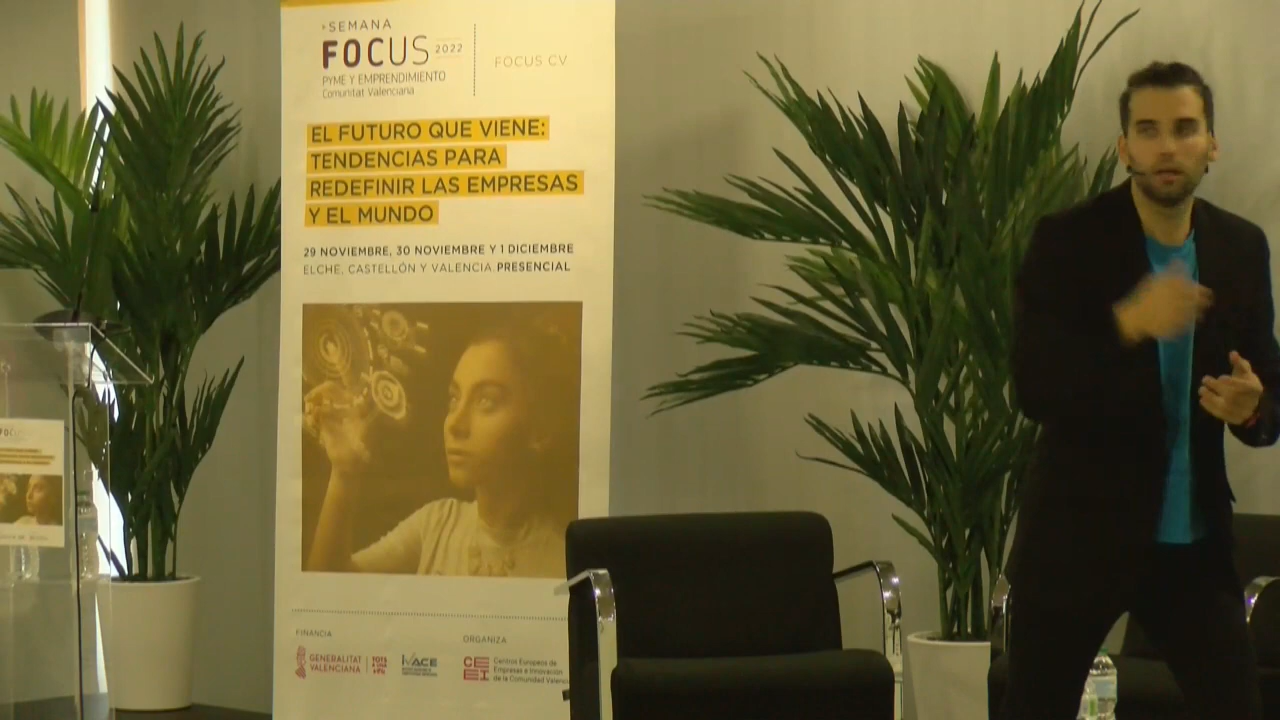 SEMANA
FOCUS 2022
PYME Y EMPRENDIMIENTO
Comunitat Valenciana
FOCUS CV
EL FUTURO QUE VIENE:
TENDENCIAS PARA
REDEFINIR LAS EMPRESAS
Y EL MUNDO
29 NOVIEMBRE, 30 NOVIEMBRE Y 1 DICIEMBRE
ELCHE, CASTELLÓN Y VALENCIA PRESENCIAL
FINANCIA
GENERALITAT
VALENCIANA
IVACE
ORGANIZA
CEEI
Centros Europeos de
Empresas e Innovación
de la Comunidad
FOCUS